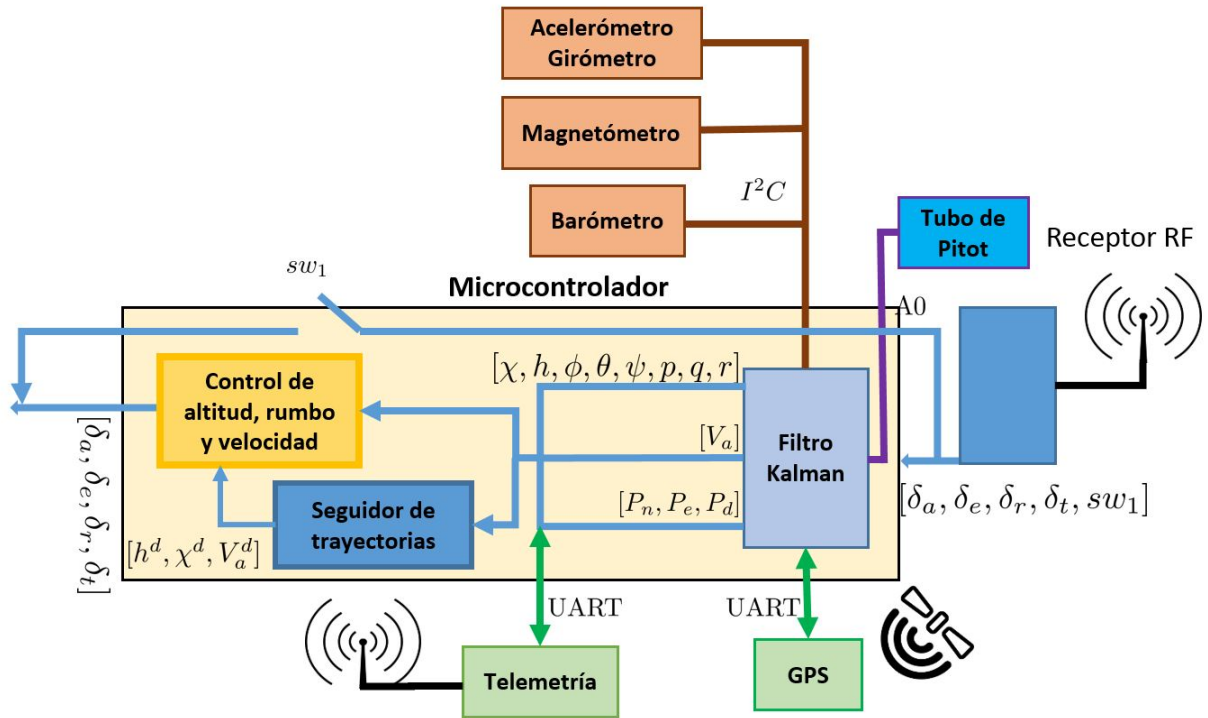 Acelerómetro
Girómetro
Magnetómetro
Barómetro
I²C
Tubo de
Pitot
Receptor RF
sw₁
Microcontrolador
A0
[χ, h, ϕ, θ, ψ, p, q, r]
Control de
altitud, rumbo
y velocidad
[Vₐ]
Filtro
Kalman
[δₐ, δₑ, δᵣ, δₜ]
[Pₙ, Pₑ, P_d]
[δₐ, δₑ, δᵣ, δₜ, sw₁]
Seguidor de
trayectorias
[hᵈ, χᵈ, Vₐᵈ]
UART
UART
Telemetría
GPS